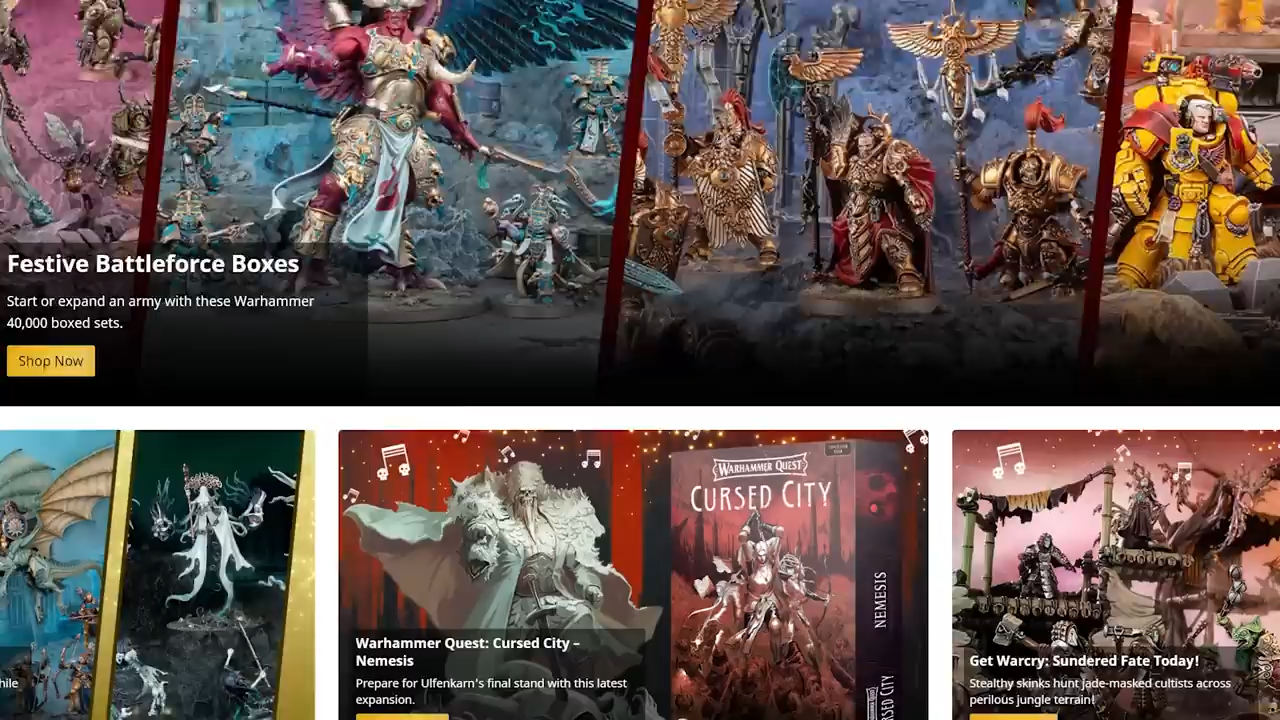 Festive Battleforce Boxes
Start or expand an army with these Warhammer
40,000 boxed sets.
Shop Now
WARHAMMER QUEST
CURSED CITY
NEMESIS
CURSED CITY
Warhammer Quest: Cursed City –
Nemesis
Prepare for Ulfenkarn's final stand with this latest
expansion.
Get Warcry: Sundered Fate Today!
Stealthy skinks hunt jade-masked cultists across
perilous jungle terrain!